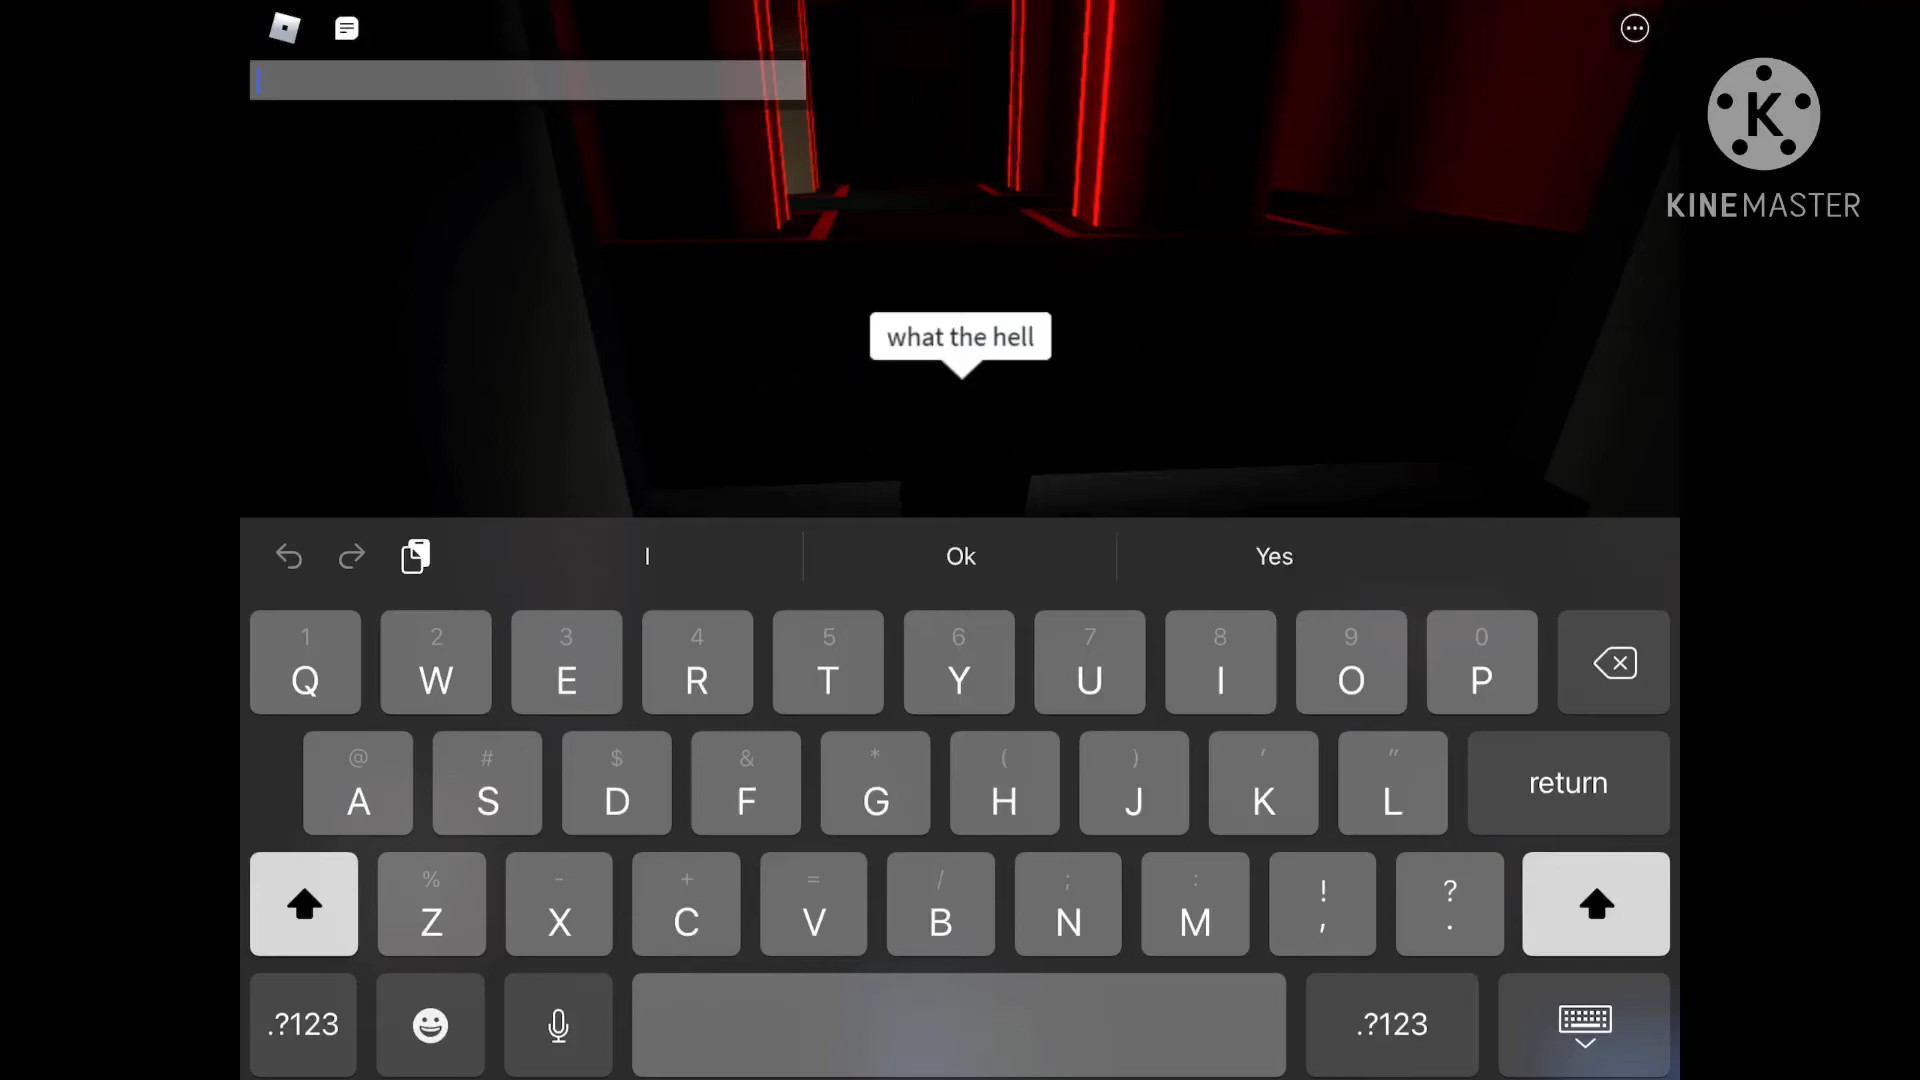 K
KINEMASTER
what the hell
I Ok Yes
1 2 3 4 5 6 7 8 9 0
Q W E R T Y U I O P
@ # $ & * ( ) ' "
A S D F G H J K L return
% - + = / ; : ! ?
Z X C V B N M , .
.?123 .?123